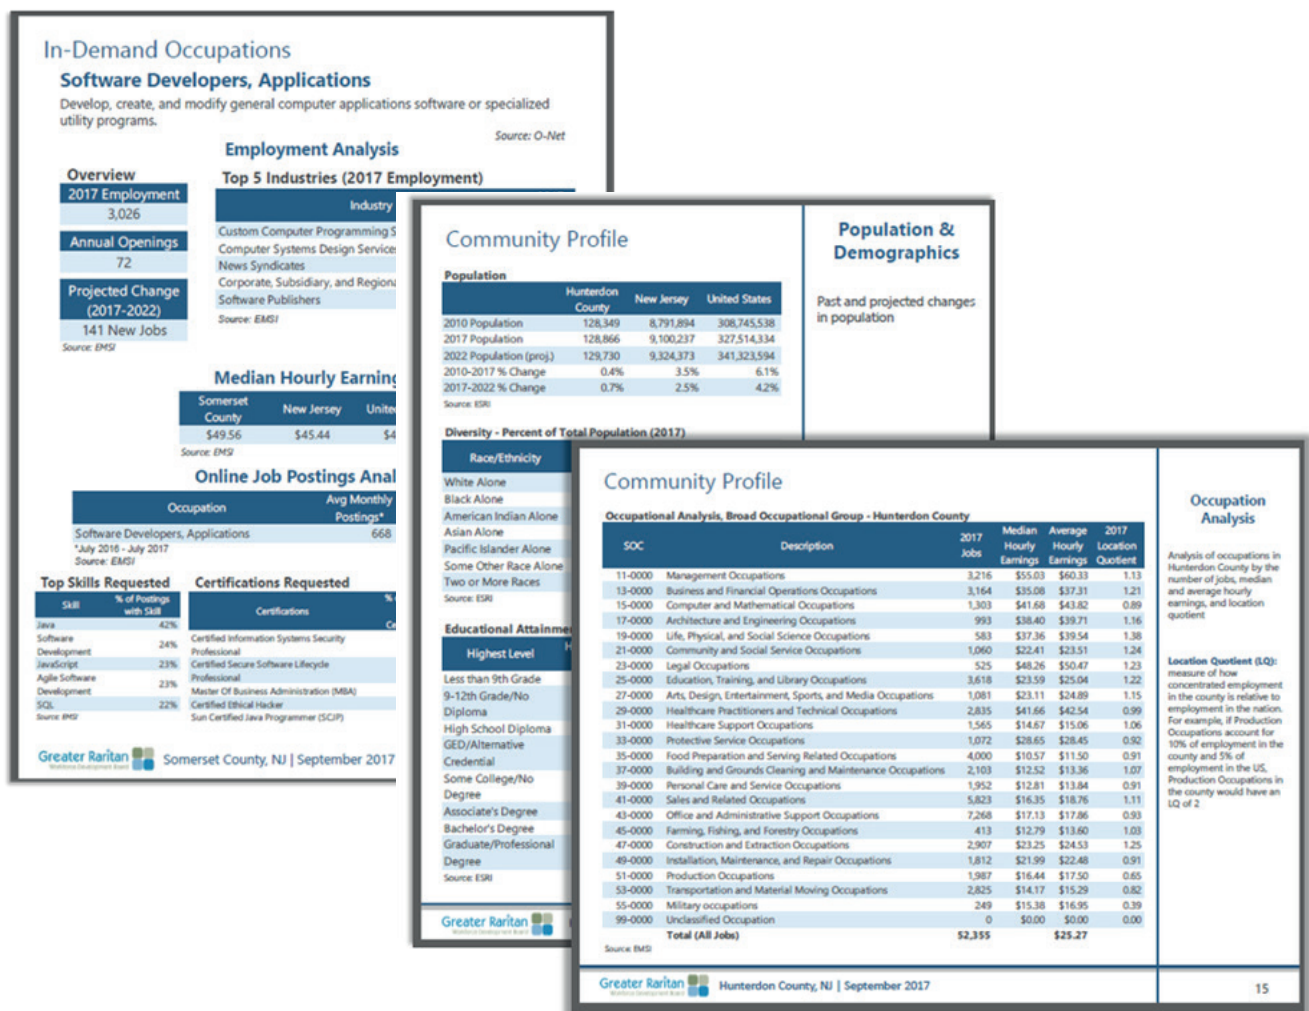 In-Demand Occupations
Software Developers, Applications
Develop, create, and modify general computer applications software or specialized
utility programs.
Source: O-Net
Employment Analysis
Overview
2017 Employment
3,026
Annual Openings
72
Projected Change
(2017-2022)
141 New Jobs
Source: EMSI
Top 5 Industries (2017 Employment)
Industry
Custom Computer Programming S
Computer Systems Design Service
News Syndicates
Corporate, Subsidiary, and Regiona
Software Publishers
Source: EMSI
Median Hourly Earning
Somerset County New Jersey Unite
$49.56 $45.44 $4
Source: EMSI
Online Job Postings Anal
Occupation Avg Monthly Postings*
Software Developers, Applications 668
*July 2016 - July 2017
Source: EMSI
Top Skills Requested
Skill % of Postings with Skill
Java 42%
Software Development 24%
JavaScript 23%
Agile Software Development 23%
SQL 22%
Source: EMSI
Certifications Requested
Certifications
Certified Information Systems Security
Professional
Certified Secure Software Lifecycle
Professional
Master Of Business Administration (MBA)
Certified Ethical Hacker
Sun Certified Java Programmer (SCJP)
Greater Raritan
Workforce Development Board
Somerset County, NJ | September 2017
Community Profile
Population
Hunterdon County New Jersey United States
2010 Population 128,349 8,791,894 308,745,538
2017 Population 128,866 9,100,237 327,514,334
2022 Population (proj.) 129,730 9,324,373 341,323,594
2010-2017 % Change 0.4% 3.5% 6.1%
2017-2022 % Change 0.7% 2.5% 4.2%
Source: ESRI
Population &
Demographics
Past and projected changes
in population
Diversity - Percent of Total Population (2017)
Race/Ethnicity
White Alone
Black Alone
American Indian Alone
Asian Alone
Pacific Islander Alone
Some Other Race Alone
Two or More Races
Source: ESRI
Educational Attainme
Highest Level
Less than 9th Grade
9-12th Grade/No
Diploma
High School Diploma
GED/Alternative
Credential
Some College/No
Degree
Associate's Degree
Bachelor's Degree
Graduate/Professional
Degree
Source: ESRI
Greater Raritan
Workforce Development Board
Community Profile
Occupational Analysis, Broad Occupational Group - Hunterdon County
SOC Description 2017 Jobs Median Hourly Earnings Average Hourly Earnings 2017 Location Quotient
11-0000 Management Occupations 3,216 $55.03 $60.33 1.13
13-0000 Business and Financial Operations Occupations 3,164 $35.08 $37.31 1.21
15-0000 Computer and Mathematical Occupations 1,303 $41.68 $43.82 0.89
17-0000 Architecture and Engineering Occupations 993 $38.40 $39.71 1.16
19-0000 Life, Physical, and Social Science Occupations 583 $37.36 $39.54 1.38
21-0000 Community and Social Service Occupations 1,060 $22.41 $23.51 1.24
23-0000 Legal Occupations 525 $48.26 $50.47 1.23
25-0000 Education, Training, and Library Occupations 3,618 $23.59 $25.04 1.22
27-0000 Arts, Design, Entertainment, Sports, and Media Occupations 1,081 $23.11 $24.89 1.15
29-0000 Healthcare Practitioners and Technical Occupations 2,835 $41.66 $42.54 0.99
31-0000 Healthcare Support Occupations 1,565 $14.67 $15.06 1.06
33-0000 Protective Service Occupations 1,072 $28.65 $28.45 0.92
35-0000 Food Preparation and Serving Related Occupations 4,000 $10.57 $11.50 0.91
37-0000 Building and Grounds Cleaning and Maintenance Occupations 2,103 $12.52 $13.36 1.07
39-0000 Personal Care and Service Occupations 1,952 $12.81 $13.84 0.91
41-0000 Sales and Related Occupations 5,823 $16.35 $18.76 1.11
43-0000 Office and Administrative Support Occupations 7,268 $17.13 $17.86 0.93
45-0000 Farming, Fishing, and Forestry Occupations 413 $12.79 $13.60 1.03
47-0000 Construction and Extraction Occupations 2,907 $23.25 $24.53 1.25
49-0000 Installation, Maintenance, and Repair Occupations 1,812 $21.99 $22.48 0.91
51-0000 Production Occupations 1,987 $16.44 $17.50 0.65
53-0000 Transportation and Material Moving Occupations 2,825 $14.17 $15.29 0.82
55-0000 Military occupations 249 $15.38 $16.95 0.39
99-0000 Unclassified Occupation 0 $0.00 $0.00 0.00
Total (All Jobs) 52,355 $25.27
Source: EMSI
Occupation
Analysis
Analysis of occupations in
Hunterdon County by the
number of jobs, median
and average hourly
earnings, and location
quotient
Location Quotient (LQ):
measure of how
concentrated employment
in the county is relative to
employment in the nation.
For example, if Production
Occupations account for
10% of employment in the
county and 5% of
employment in the US,
Production Occupations in
the county would have an
LQ of 2
Greater Raritan
Workforce Development Board
Hunterdon County, NJ | September 2017
15